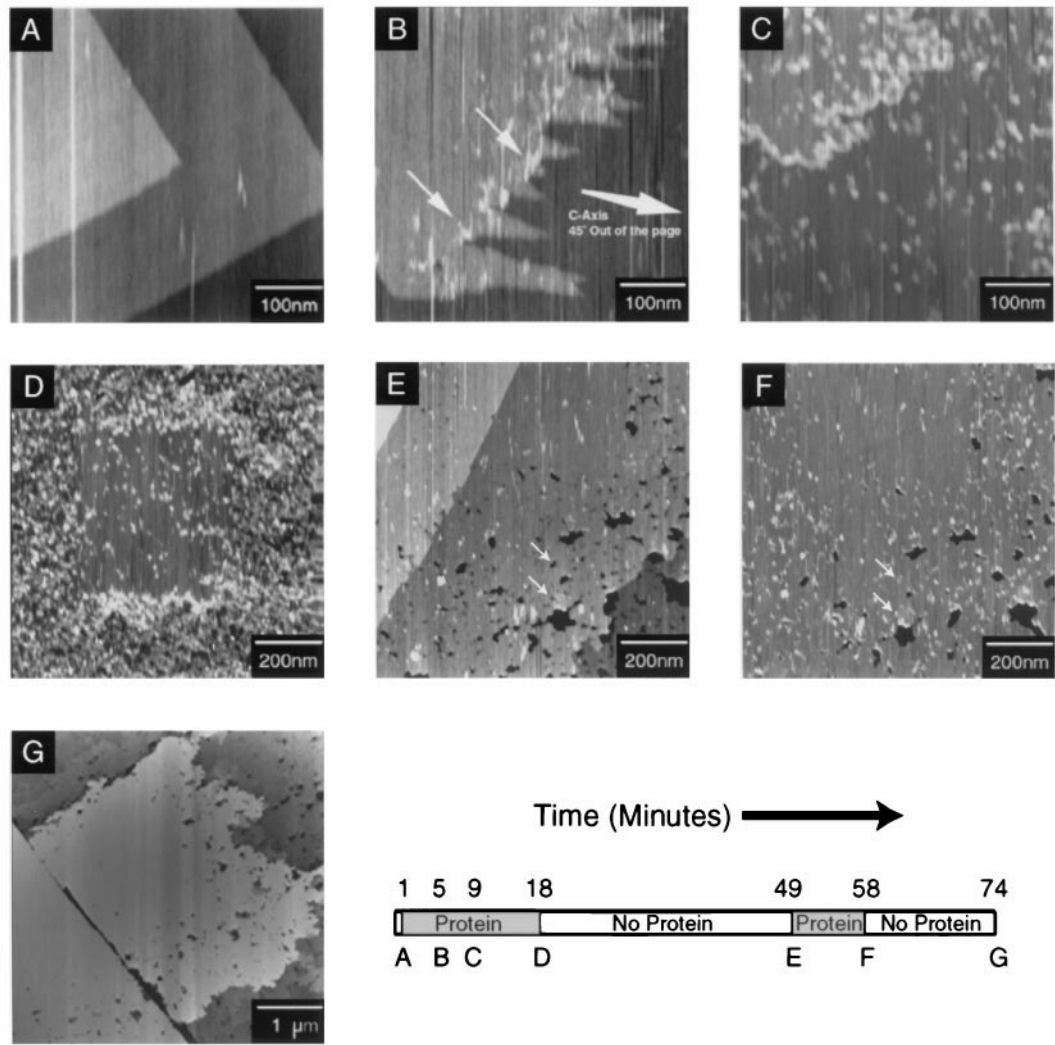 A
100nm
B
C-Axis
45° Out of the page
100nm
C
100nm
D
200nm
E
200nm
F
200nm
G
1 µm
Time (Minutes)
1 5 9 18 49 58 74
Protein No Protein Protein No Protein
A B C D E F G